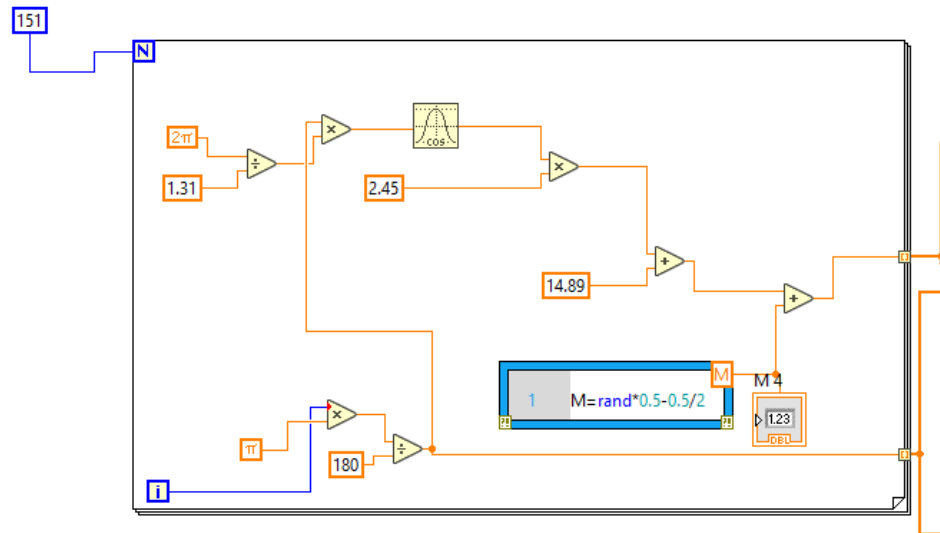 151
N
2π
÷
1.31
×
COS
2.45
×
14.89
+
+
M
M 4
1 M=rand*0.5-0.5/2
1.23
DBL
×
π
÷
180
i